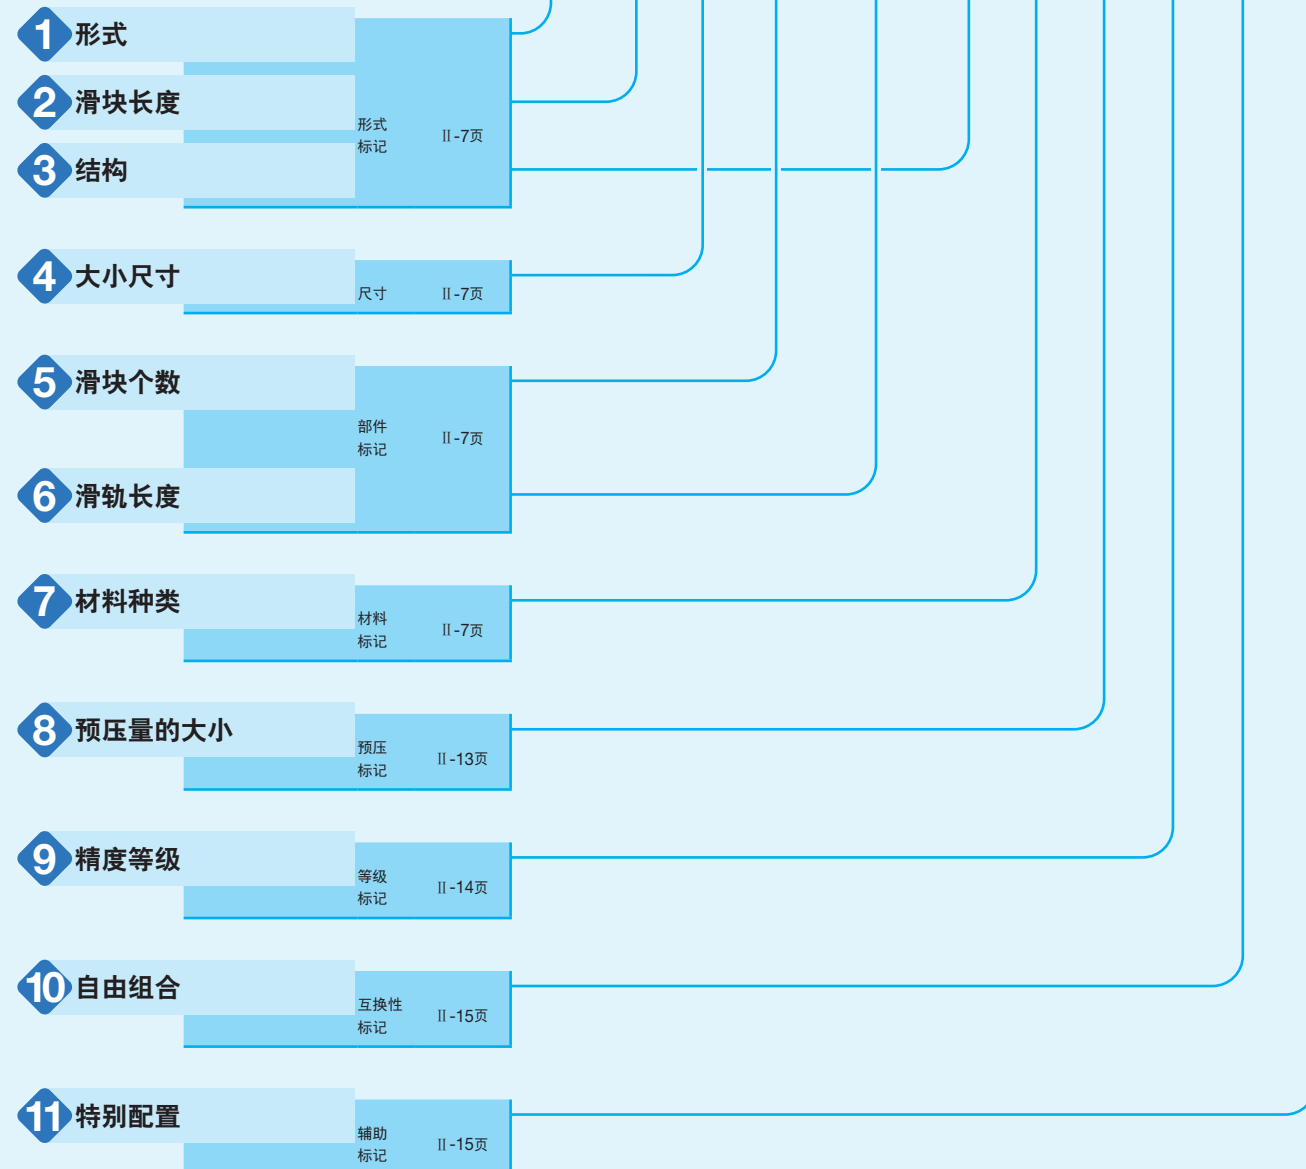 1 形式
2 滑块长度
形式
标记
Ⅱ-7页
3 结构
4 大小尺寸
尺寸 Ⅱ-7页
5 滑块个数
部件
标记
Ⅱ-7页
6 滑轨长度
7 材料种类
材料
标记
Ⅱ-7页
8 预压量的大小
预压
标记
Ⅱ-13页
9 精度等级
等级
标记
Ⅱ-14页
10 自由组合
互换性
标记
Ⅱ-15页
11 特别配置
辅助
标记
Ⅱ-15页